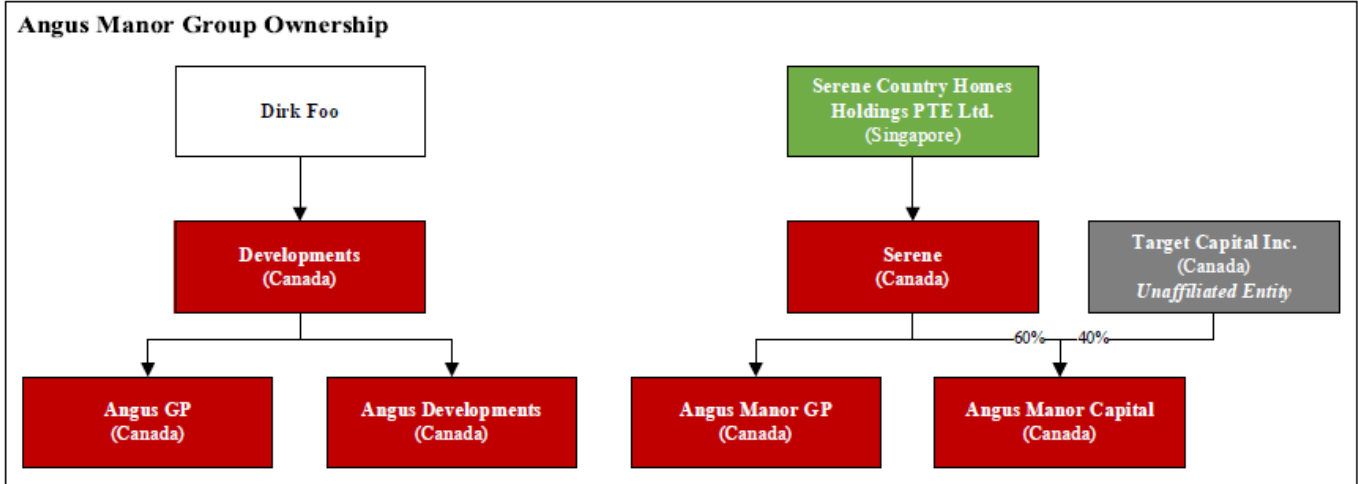 Angus Manor Group Ownership
Dirk Foo
Serene Country Homes
Holdings PTE Ltd.
(Singapore)
Developments
(Canada)
Serene
(Canada)
Target Capital Inc.
(Canada)
Unaffiliated Entity
60%
40%
Angus GP
(Canada)
Angus Developments
(Canada)
Angus Manor GP
(Canada)
Angus Manor Capital
(Canada)